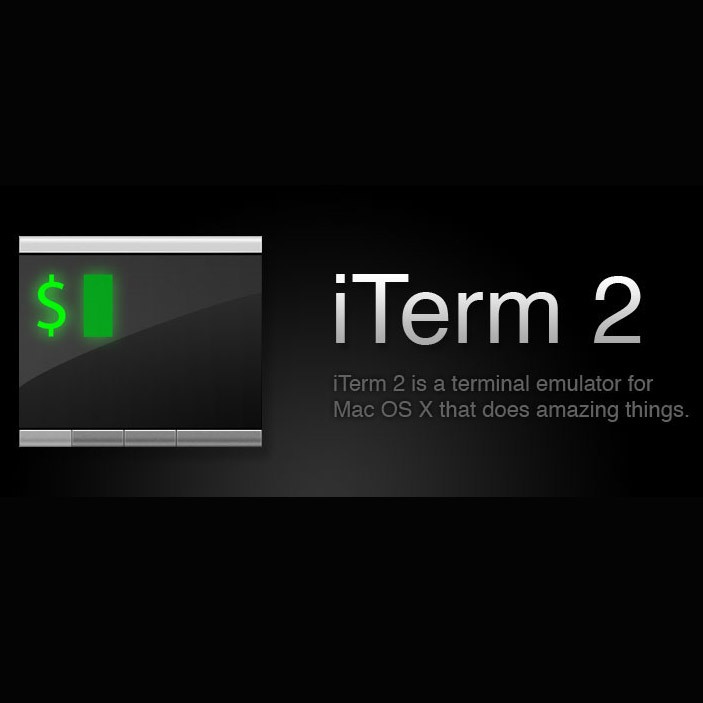 $
iTerm 2
iTerm 2 is a terminal emulator for
Mac OS X that does amazing things.